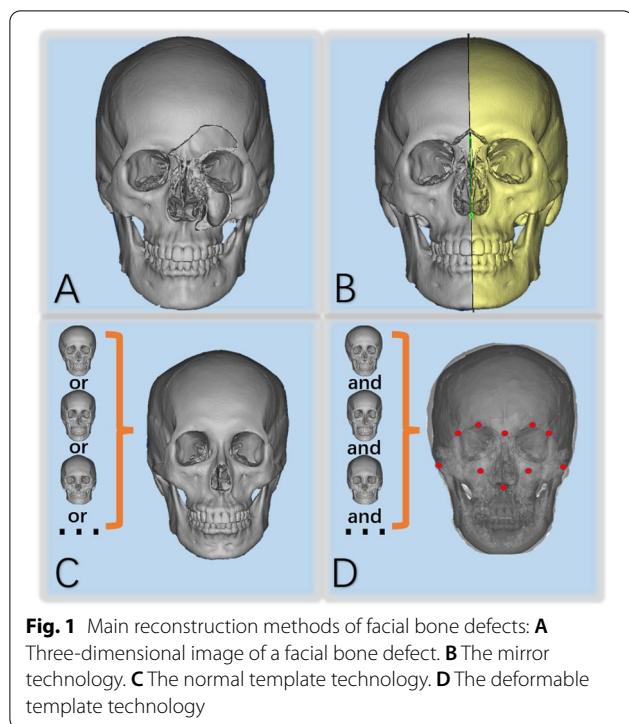 A
B
or
or
or
...
C
and
and
and
...
D
Fig. 1 Main reconstruction methods of facial bone defects: A
Three-dimensional image of a facial bone defect. B The mirror
technology. C The normal template technology. D The deformable
template technology